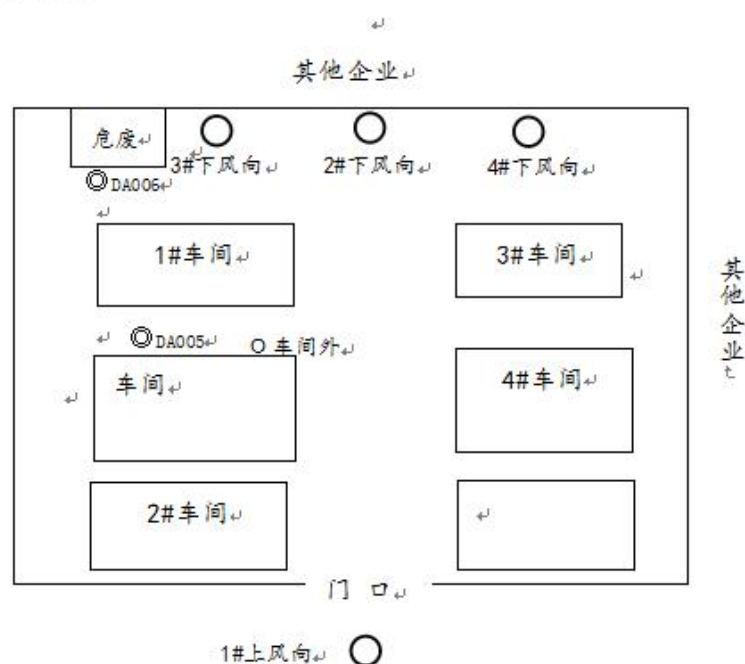 其他企业
危废
3#下风向
2#下风向
4#下风向
DA006
1#车间
3#车间
其他企业
DA005
车间外
车间
4#车间
2#车间
门 口
1#上风向